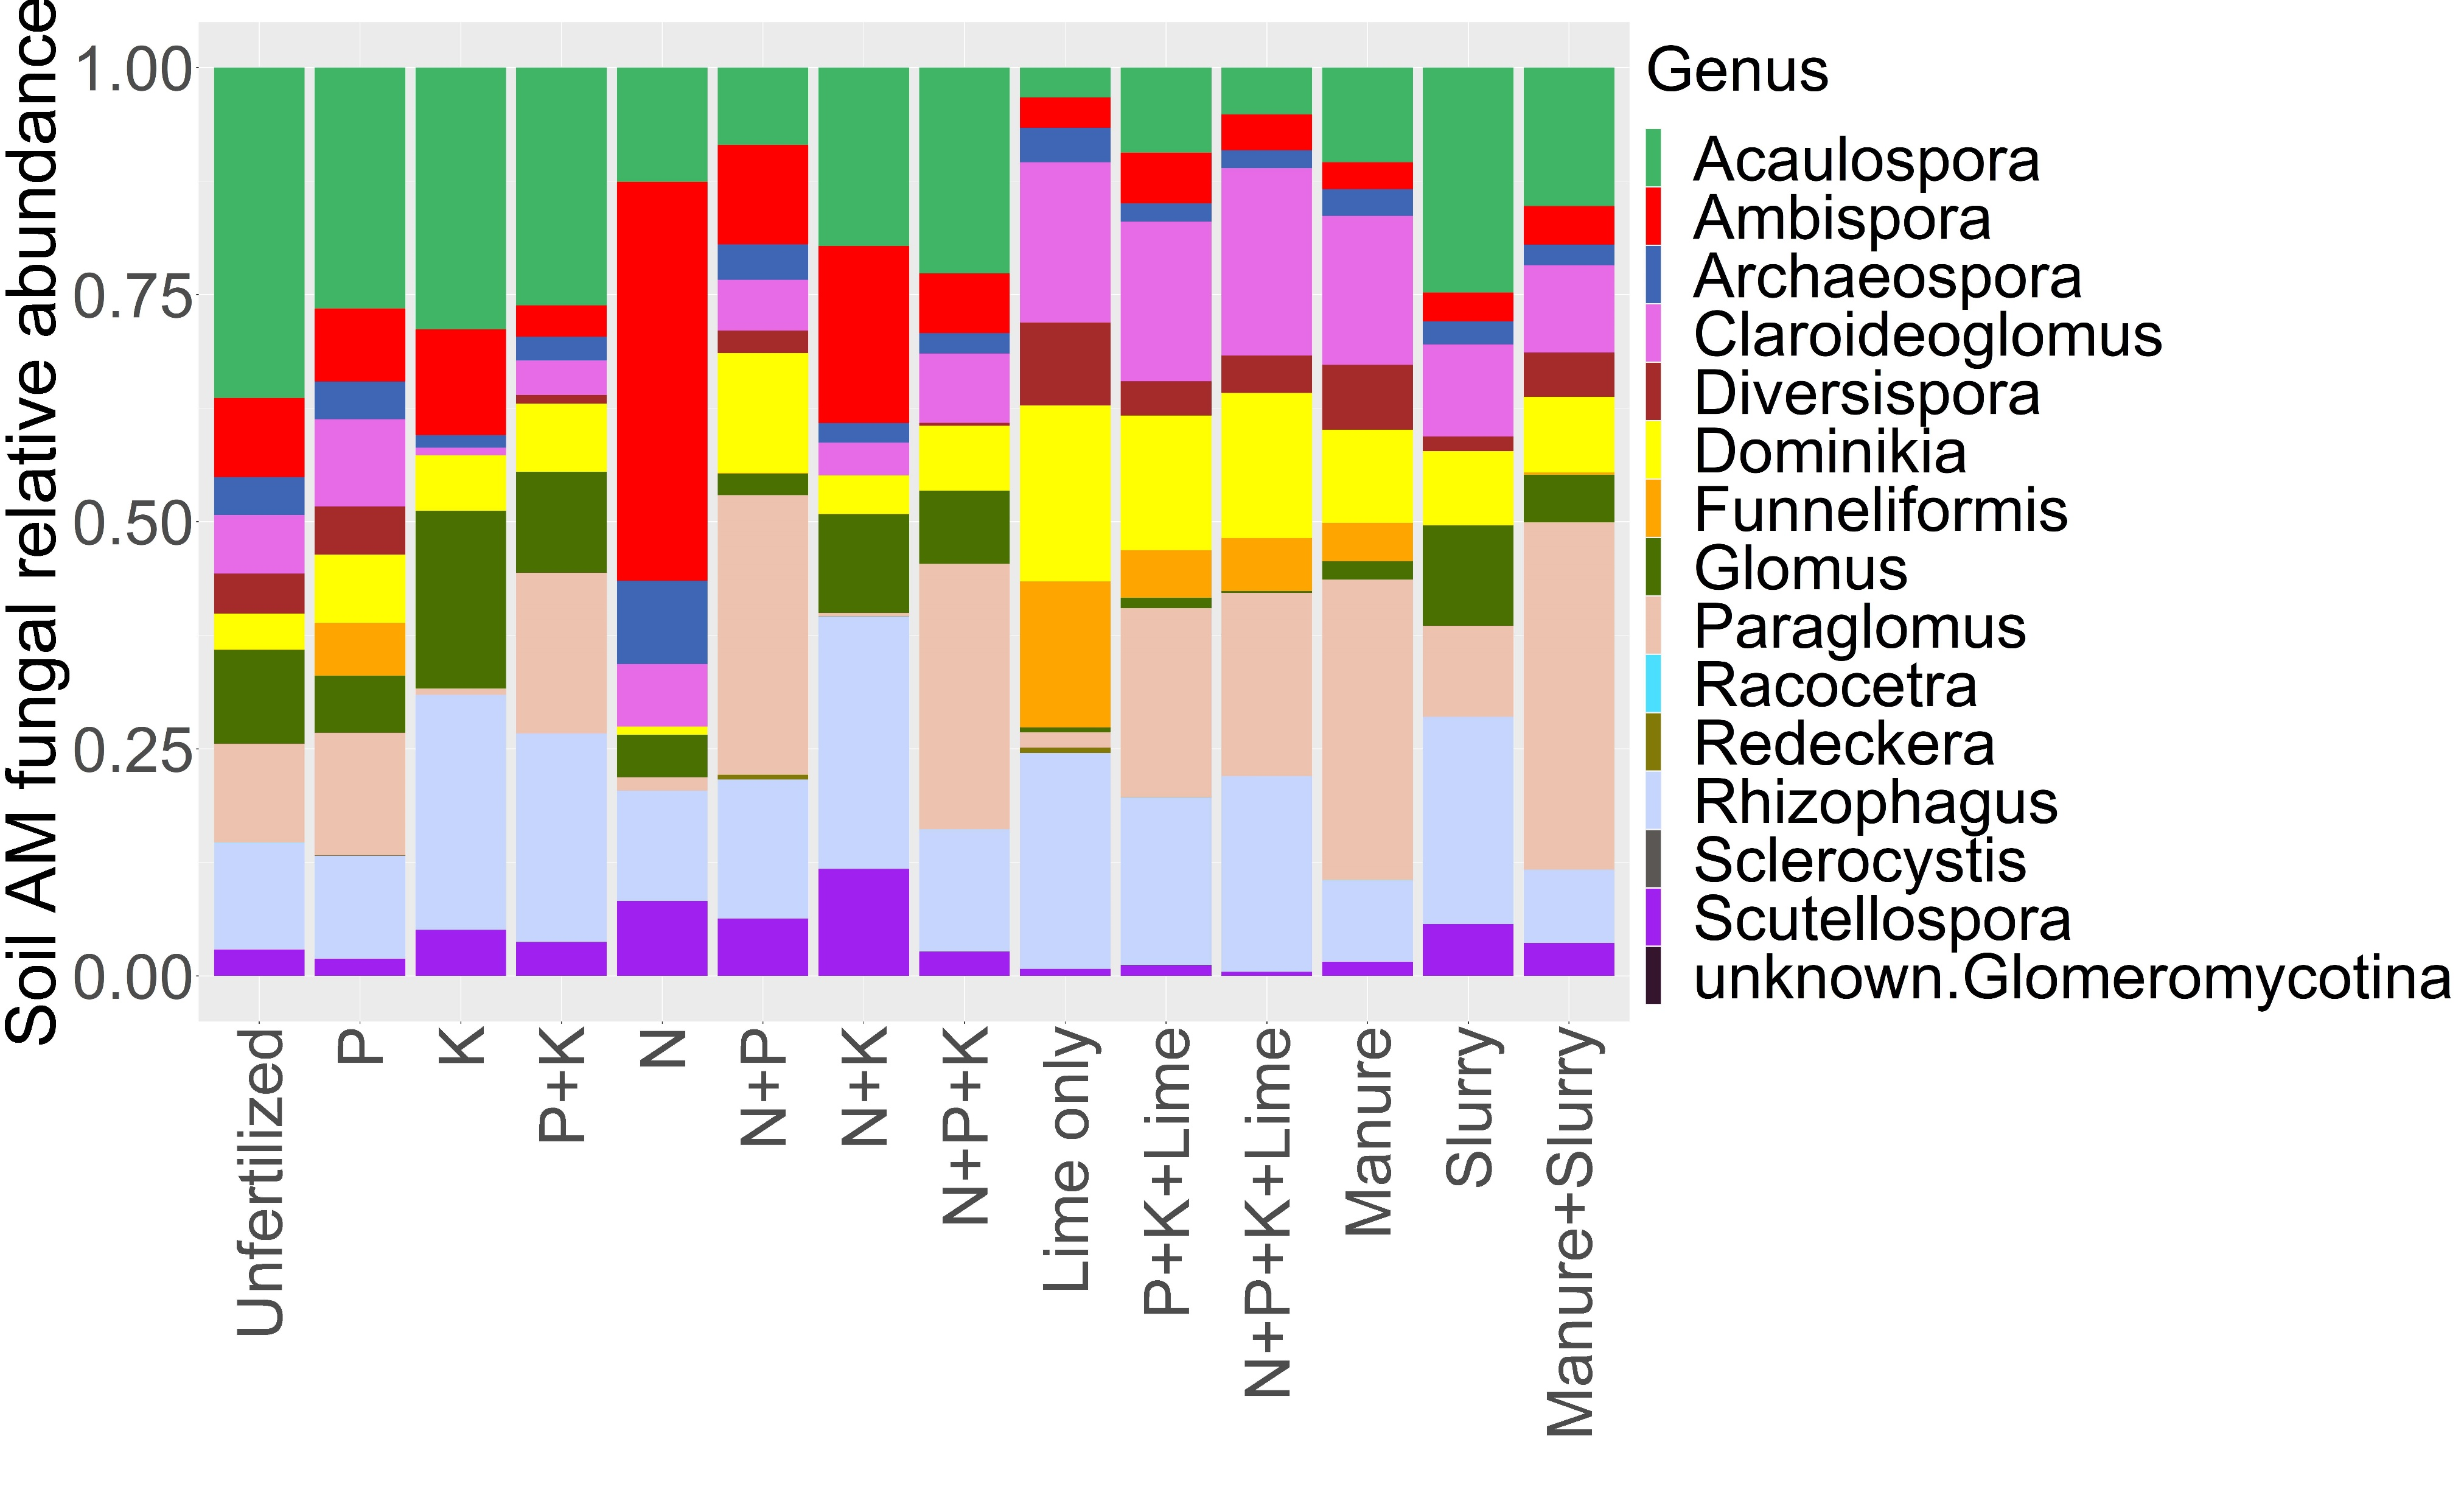 Soil AM fungal relative abundance
1.00
0.75
0.50
0.25
0.00
Unfertilized
P
K
P+K
N
N+P
N+K
N+P+K
Lime only
P+K+Lime
N+P+K+Lime
Manure
Slurry
Manure+Slurry
Genus
Acaulospora
Ambispora
Archaeospora
Claroideoglomus
Diversispora
Dominikia
Funneliformis
Glomus
Paraglomus
Racocetra
Redeckera
Rhizophagus
Sclerocystis
Scutellospora
unknown.Glomeromycotina